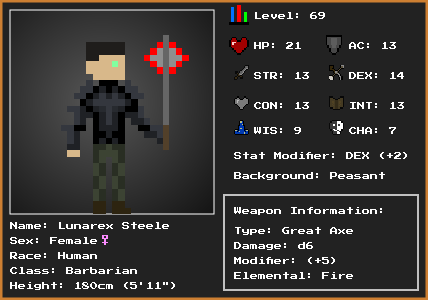 Level: 69
HP: 21
AC: 13
STR: 13
DEX: 14
CON: 13
INT: 13
WIS: 9
CHA: 7
Stat Modifier: DEX (+2)
Background: Peasant
Name: Lunarex Steele
Sex: Female♀
Race: Human
Class: Barbarian
Height: 180cm (5'11")
Weapon Information:
Type: Great Axe
Damage: d6
Modifier: (+5)
Elemental: Fire